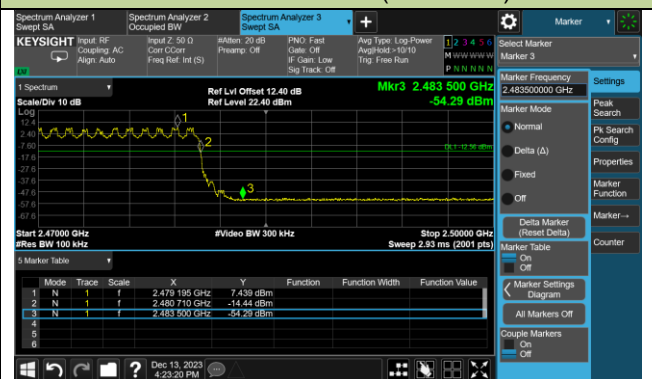 Spectrum Analyzer 1
Swept SA
Spectrum Analyzer 2
Occupied BW
Spectrum Analyzer 3
Swept SA
Marker
KEYSIGHT
Input: RF
Coupling: AC
Align: Auto
Input Z: 50 Ω
Corr CCorr
Freq Ref: Int (S)
#Atten: 20 dB
Preamp: Off
PNO: Fast
Gate: Off
IF Gain: Low
Sig Track: Off
Avg Type: Log-Power
Avg|Hold:>10/10
Trig: Free Run
1 2 3 4 5 6
M W W W W W
P N N N N N
LW
Select Marker
Marker 3
1 Spectrum
Scale/Div 10 dB
Ref Lvl Offset 12.40 dB
Ref Level 22.40 dBm
Mkr3 2.483 500 GHz
-54.29 dBm
Log
12.4
2.40
-7.60
-17.6
-27.6
-37.6
-47.6
-57.6
-67.6
1
2
3
DL1 -12.56 dBm
Start 2.47000 GHz
#Res BW 100 kHz
#Video BW 300 kHz
Stop 2.50000 GHz
Sweep 2.93 ms (2001 pts)
5 Marker Table
Mode Trace Scale X Y Function Function Width Function Value
1 N 1 f 2.479 195 GHz 7.439 dBm
2 N 1 f 2.480 710 GHz -14.44 dBm
3 N 1 f 2.483 500 GHz -54.29 dBm
4
5
6
Marker Frequency
2.483500000 GHz
Marker Mode
Normal
Delta (Δ)
Fixed
Off
Delta Marker
(Reset Delta)
Marker Table
On
Off
Marker Settings
Diagram
All Markers Off
Couple Markers
On
Off
Settings
Peak
Search
Pk Search
Config
Properties
Marker
Function
Marker→
Counter
Dec 13, 2023
4:23:20 PM